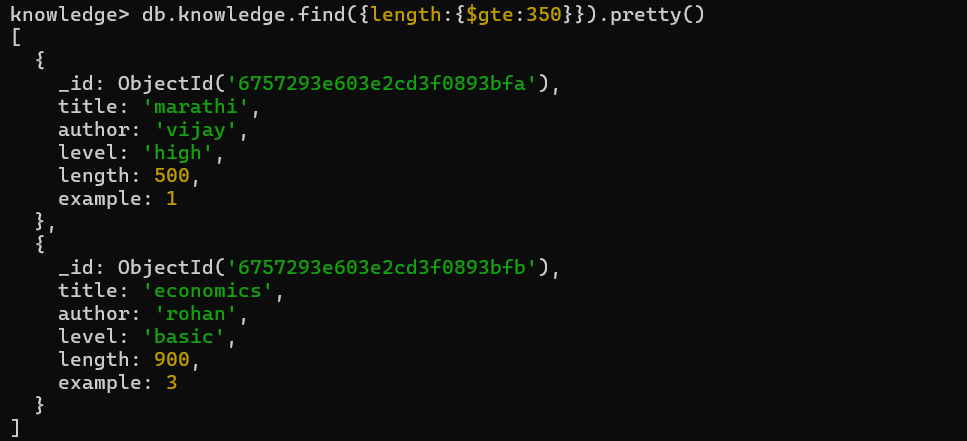 knowledge> db.knowledge.find({length:{$gte:350}}).pretty()
[
  {
    _id: ObjectId('6757293e603e2cd3f0893bfa'),
    title: 'marathi',
    author: 'vijay',
    level: 'high',
    length: 500,
    example: 1
  },
  {
    _id: ObjectId('6757293e603e2cd3f0893bfb'),
    title: 'economics',
    author: 'rohan',
    level: 'basic',
    length: 900,
    example: 3
  }
]